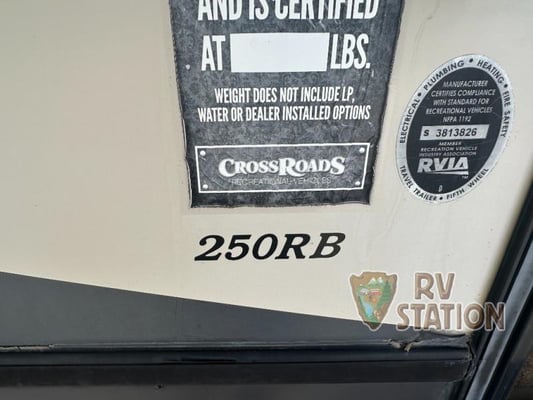 AND IS CERTIFIED
AT LBS.
WEIGHT DOES NOT INCLUDE LP,
WATER OR DEALER INSTALLED OPTIONS
CROSSROADS
RECREATIONAL VEHICLES
250RB
ELECTRICAL • PLUMBING • HEATING • FIRE SAFETY
MANUFACTURER
CERTIFIES COMPLIANCE
WITH STANDARD FOR
RECREATIONAL VEHICLES
NFPA 1192
S 3813826
MEMBER
RECREATION VEHICLE
INDUSTRY ASSOCIATION
RVIA
TRAVEL TRAILER • FIFTH WHEEL
RV
STATION